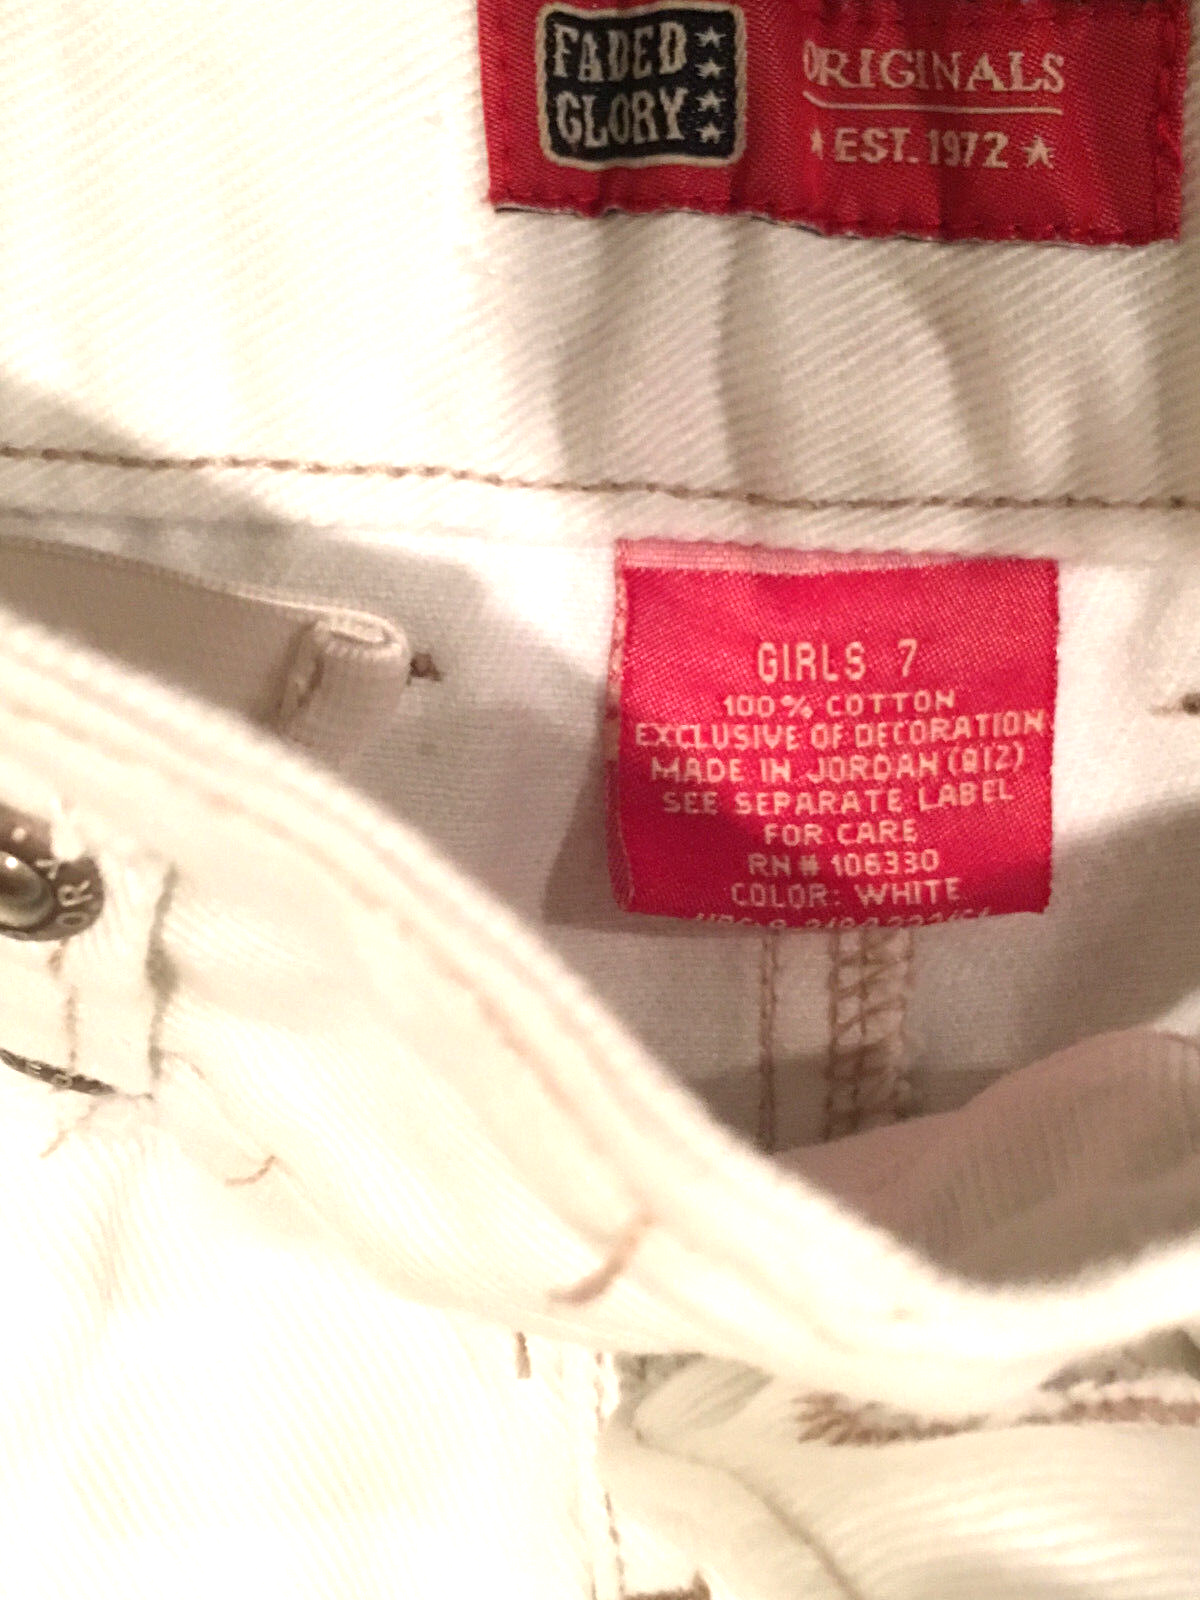 FADED
GLORY
ORIGINALS
EST. 1972
GIRLS 7
100% COTTON
EXCLUSIVE OF DECORATION
MADE IN JORDAN (QIZ)
SEE SEPARATE LABEL
FOR CARE
RN # 106330
COLOR: WHITE
OR